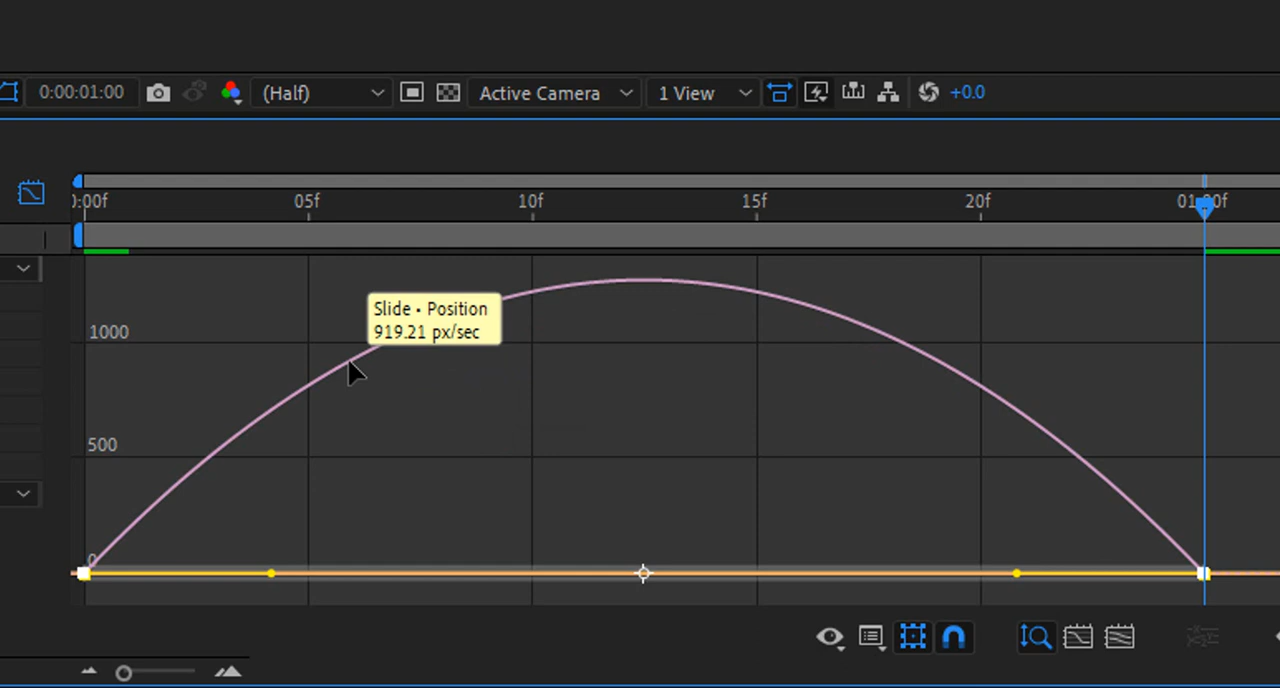 0:00:01:00 (Half) Active Camera 1 View +0.0
):00f 05f 10f 15f 20f 01:00f
Slide • Position
919.21 px/sec
1000
500
0